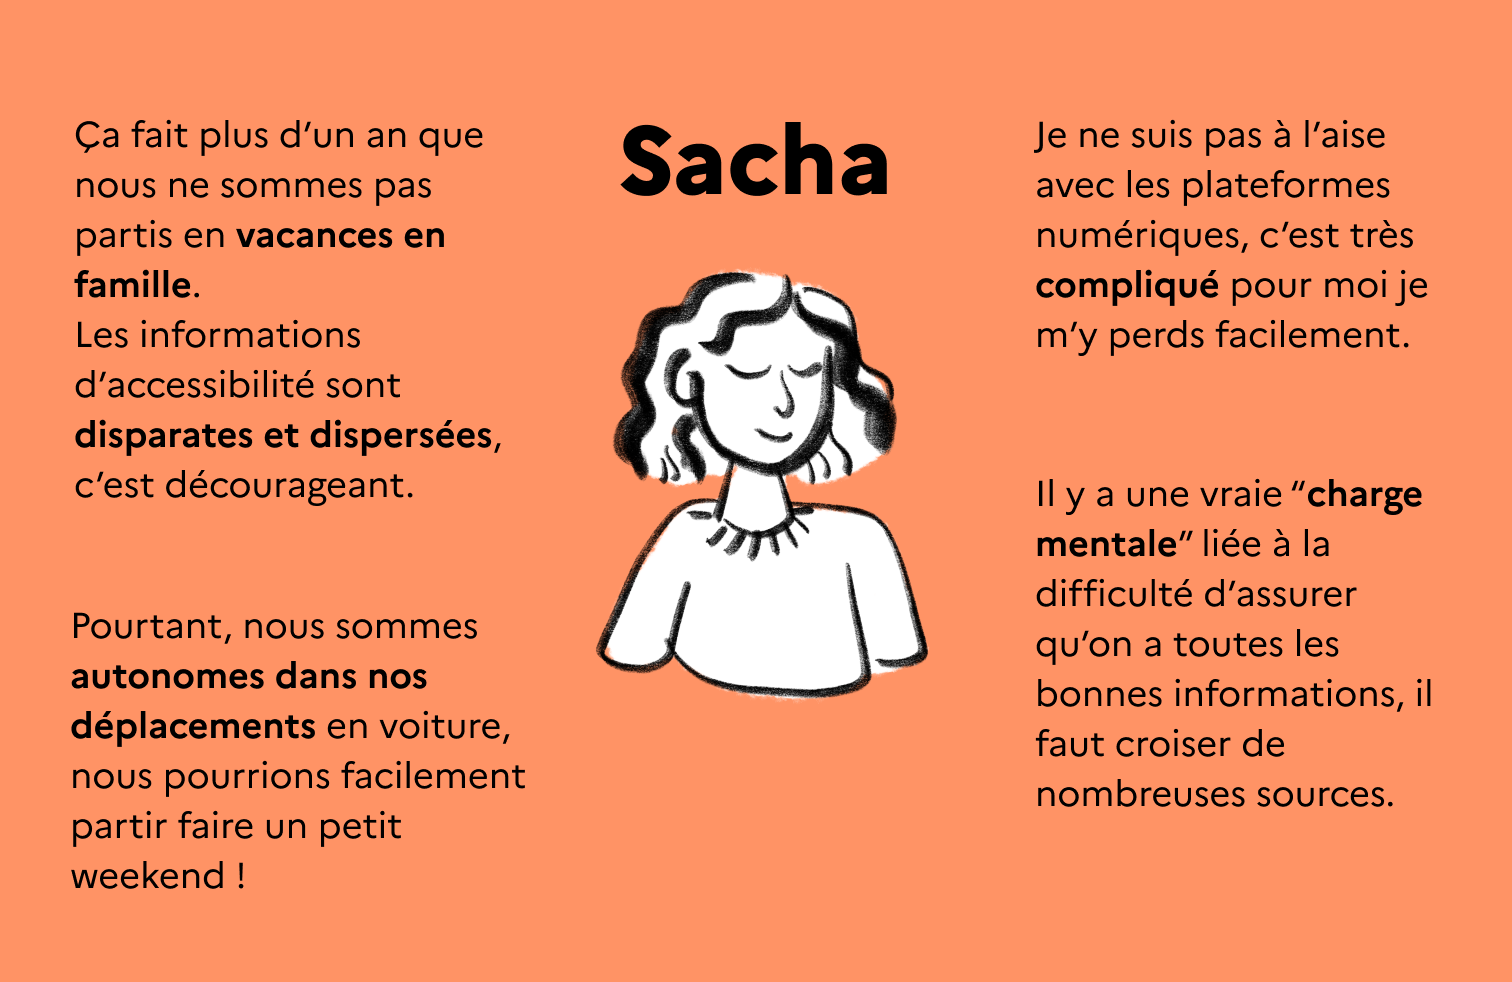 Sacha
Ça fait plus d’un an que
nous ne sommes pas
partis en vacances en
famille.
Les informations
d’accessibilité sont
disparates et dispersées,
c’est décourageant.
Pourtant, nous sommes
autonomes dans nos
déplacements en voiture,
nous pourrions facilement
partir faire un petit
weekend !
Je ne suis pas à l’aise
avec les plateformes
numériques, c’est très
compliqué pour moi je
m’y perds facilement.
Il y a une vraie “charge
mentale” liée à la
difficulté d’assurer
qu’on a toutes les
bonnes informations, il
faut croiser de
nombreuses sources.